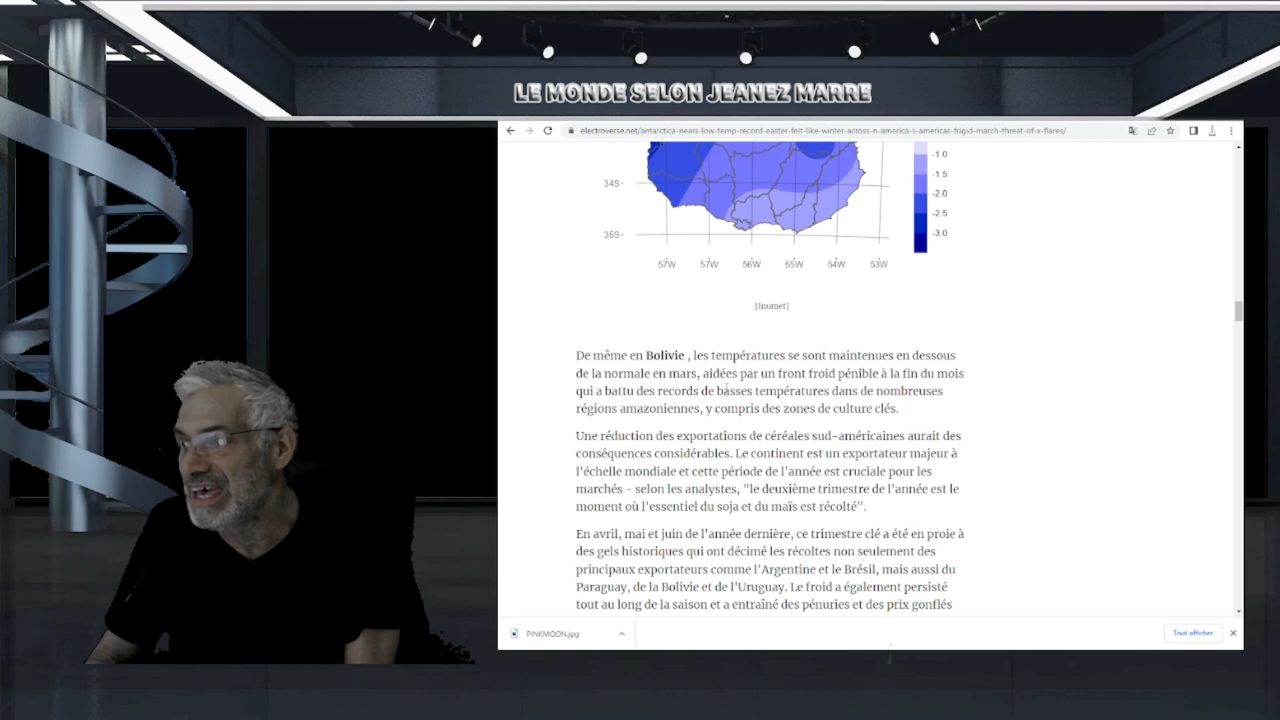 LE MONDE SELON JEANEZ MARRE
electroverse.net/antarctica-nears-low-temp-record-easter-felt-like-winter-across-n-america-s-americas-frigid-march-threat-of-x-flares/
-1.0
34S-
-1.5
-2.0
-2.5
36S-
-3.0
57W 57W 56W 55W 54W 53W
[Inumet]
De même en Bolivie , les températures se sont maintenues en dessous
de la normale en mars, aidées par un front froid pénible à la fin du mois
qui a battu des records de basses températures dans de nombreuses
régions amazoniennes, y compris des zones de culture clés.
Une réduction des exportations de céréales sud-américaines aurait des
conséquences considérables. Le continent est un exportateur majeur à
l'échelle mondiale et cette période de l'année est cruciale pour les
marchés - selon les analystes, "le deuxième trimestre de l'année est le
moment où l'essentiel du soja et du maïs est récolté".
En avril, mai et juin de l'année dernière, ce trimestre clé a été en proie à
des gels historiques qui ont décimé les récoltes non seulement des
principaux exportateurs comme l'Argentine et le Brésil, mais aussi du
Paraguay, de la Bolivie et de l'Uruguay. Le froid a également persisté
tout au long de la saison et a entraîné des pénuries et des prix gonflés
PINKMOON.jpg
Tout afficher